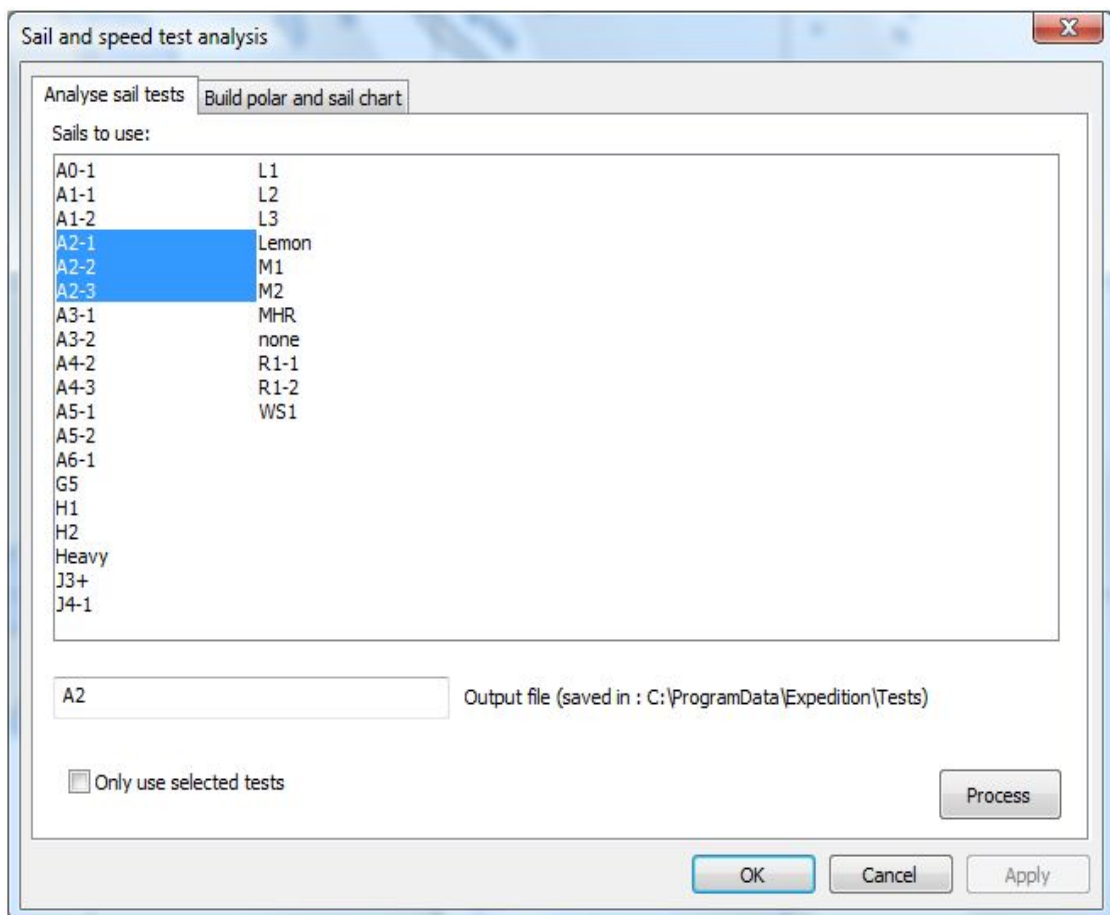 Sail and speed test analysis
Analyse sail tests
Build polar and sail chart
Sails to use:
A0-1
A1-1
A1-2
A2-1
A2-2
A2-3
A3-1
A3-2
A4-2
A4-3
A5-1
A5-2
A6-1
G5
H1
H2
Heavy
J3+
J4-1
L1
L2
L3
Lemon
M1
M2
MHR
none
R1-1
R1-2
WS1
A2
Output file (saved in : C:\ProgramData\Expedition\Tests)
Only use selected tests
Process
OK
Cancel
Apply